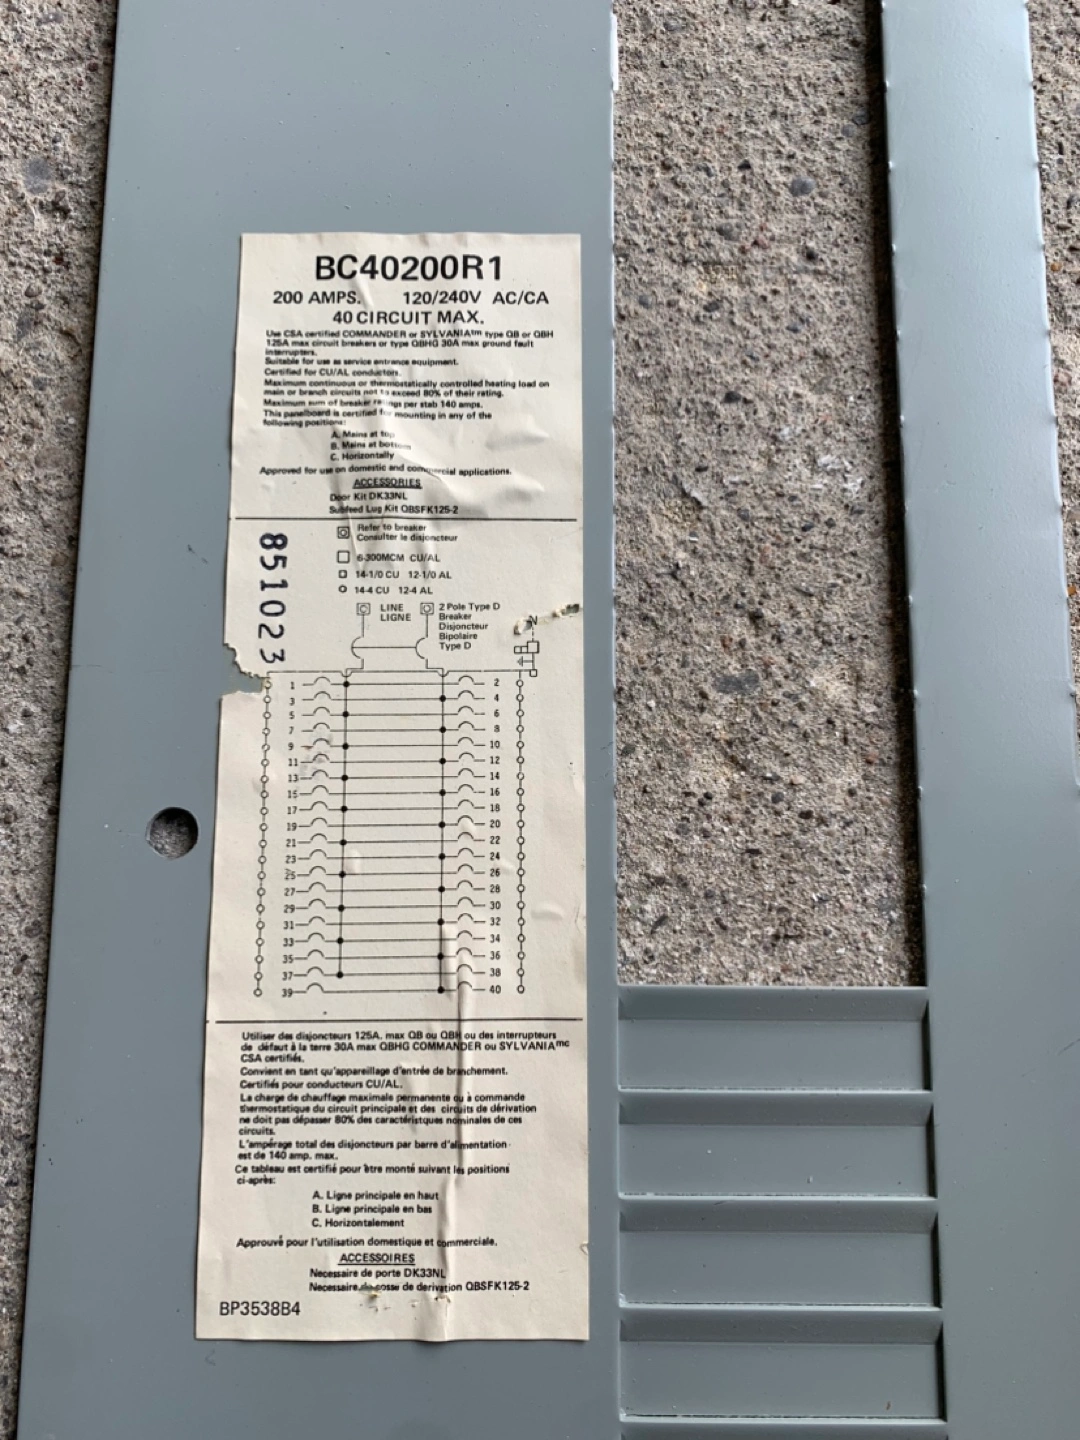 BC40200R1
200 AMPS. 120/240V AC/CA
40 CIRCUIT MAX.
Use CSA certified COMMANDER or SYLVANIA™ type QB or QBH
125A max circuit breakers or type QBHG 30A max ground fault
interrupters.
Suitable for use as service entrance equipment.
Certified for CU/AL conductors.
Maximum continuous or thermostatically controlled heating load on
main or branch circuits not to exceed 80% of their rating.
Maximum sum of breaker ratings per stab 140 amps.
This panelboard is certified for mounting in any of the
following positions:
A. Mains at top
B. Mains at bottom
C. Horizontally
Approved for use on domestic and commercial applications.
ACCESSORIES
Door Kit DK33NL
Subfeed Lug Kit QBSFK125-2
851023
Refer to breaker
Consulter le disjoncteur
6-300MCM CU/AL
14-1/0 CU 12-1/0 AL
14-4 CU 12-4 AL
LINE
LIGNE
2 Pole Type D
Breaker
Disjoncteur
Bipolaire
Type D
N
1 2
3 4
5 6
7 8
9 10
11 12
13 14
15 16
17 18
19 20
21 22
23 24
25 26
27 28
29 30
31 32
33 34
35 36
37 38
39 40
Utiliser des disjoncteurs 125A. max QB ou QBH ou des interrupteurs
de défaut à la terre 30A max QBHG COMMANDER ou SYLVANIAmc
CSA certifiés.
Convient en tant qu'appareillage d'entrée de branchement.
Certifiés pour conducteurs CU/AL.
La charge de chauffage maximale permanente ou à commande
thermostatique du circuit principale et des circuits de dérivation
ne doit pas dépasser 80% des caractéristques nominales de ces
circuits.
L'ampérage total des disjoncteurs par barre d'alimentation
est de 140 amp. max.
Ce tableau est certifié pour être monté suivant les positions
ci-après:
A. Ligne principale en haut
B. Ligne principale en bas
C. Horizontalement
Approuvé pour l'utilisation domestique et commerciale.
ACCESSOIRES
Necessaire de porte DK33NL
Necessaire de cosse de derivation QBSFK125-2
BP3538B4